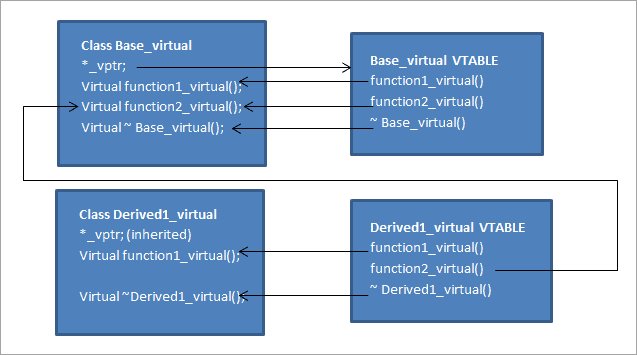 Class Base_virtual
* _vptr;
Virtual function1_virtual();
Virtual function2_virtual();
Virtual ~ Base_virtual();
Base_virtual VTABLE
function1_virtual()
function2_virtual()
~ Base_virtual()
Class Derived1_virtual
* _vptr; (inherited)
Virtual function1_virtual();
Virtual ~Derived1_virtual();
Derived1_virtual VTABLE
function1_virtual()
function2_virtual()
~ Derived1_virtual()